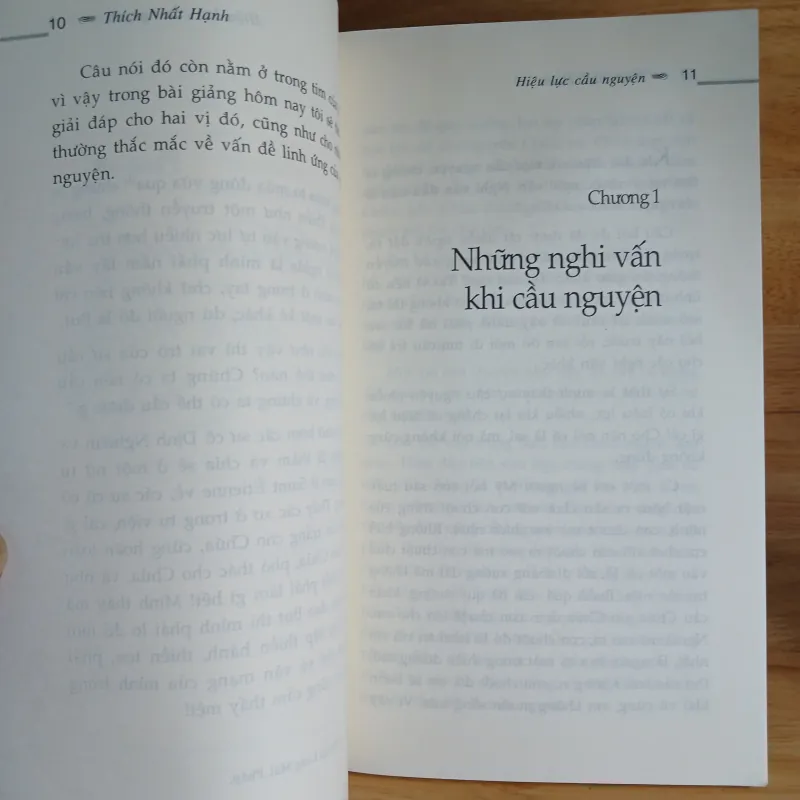 10 Thích Nhất Hạnh
Câu nói đó còn nằm ở trong tim
vì vậy trong bài giảng hôm nay tôi sẽ
giải đáp cho hai vị đó, cũng như cho
thường thắc mắc về vấn đề linh ứng
nguyện.
Hiệu lực cầu nguyện 11
Chương 1
Những nghi vấn
khi cầu nguyện